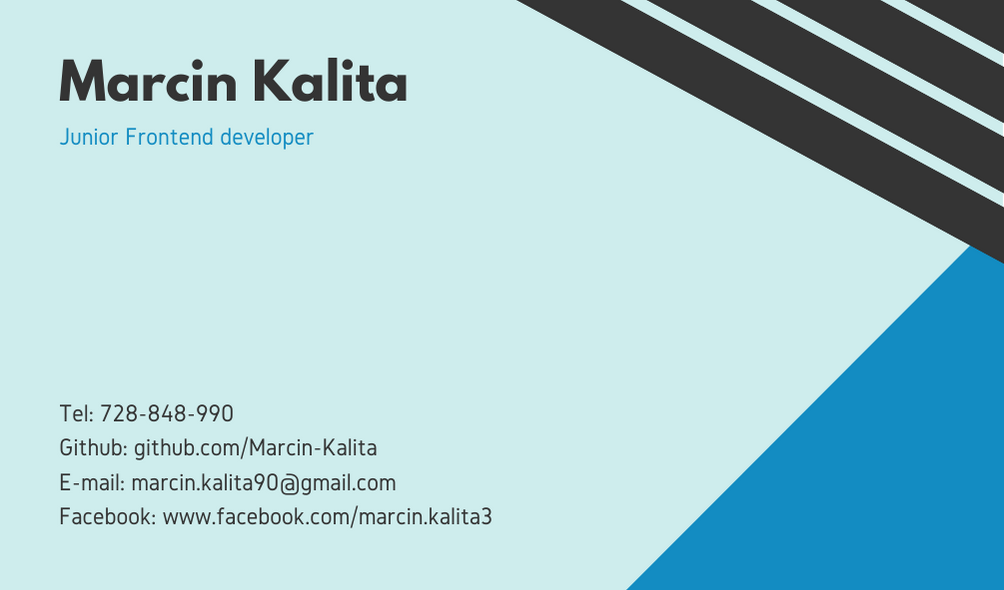 Marcin Kalita
Junior Frontend developer
Tel: 728-848-990
Github: github.com/Marcin-Kalita
E-mail: marcin.kalita90@gmail.com
Facebook: www.facebook.com/marcin.kalita3